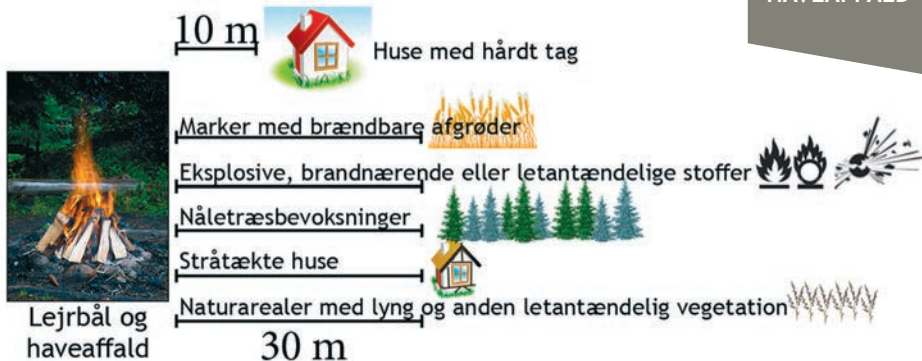 10 m
Huse med hårdt tag
Marker med brændbare afgrøder
Eksplosive, brandnærende eller letantændelige stoffer
Nåletræsbevoksninger
Stråtækte huse
Naturarealer med lyng og anden letantændelig vegetation
30 m
Lejrbål og
haveaffald